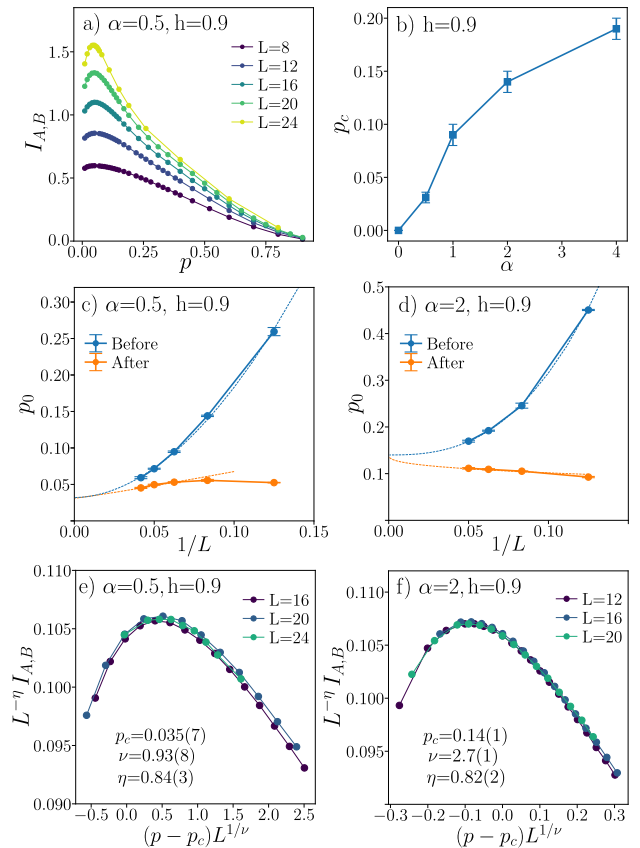 a) α=0.5, h=0.9
L=8
L=12
L=16
L=20
L=24
I_{A,B}
1.5
1.0
0.5
0.0
0.00 0.25 0.50 0.75
p
b) h=0.9
p_c
0.20
0.15
0.10
0.05
0.00
0 1 2 3 4
α
c) α=0.5, h=0.9
Before
After
p_0
0.30
0.25
0.20
0.15
0.10
0.05
0.00
0.00 0.05 0.10 0.15
1/L
d) α=2, h=0.9
Before
After
p_0
0.5
0.4
0.3
0.2
0.1
0.00 0.05 0.10
1/L
e) α=0.5, h=0.9
L=16
L=20
L=24
L^{-η} I_{A,B}
0.110
0.105
0.100
0.095
0.090
p_c=0.035(7)
ν=0.93(8)
η=0.84(3)
−0.5 0.0 0.5 1.0 1.5 2.0 2.5
(p − p_c)L^{1/ν}
f) α=2, h=0.9
L=12
L=16
L=20
L^{-η} I_{A,B}
0.110
0.105
0.100
0.095
p_c=0.14(1)
ν=2.7(1)
η=0.82(2)
−0.3 −0.2 −0.1 0.0 0.1 0.2 0.3
(p − p_c)L^{1/ν}